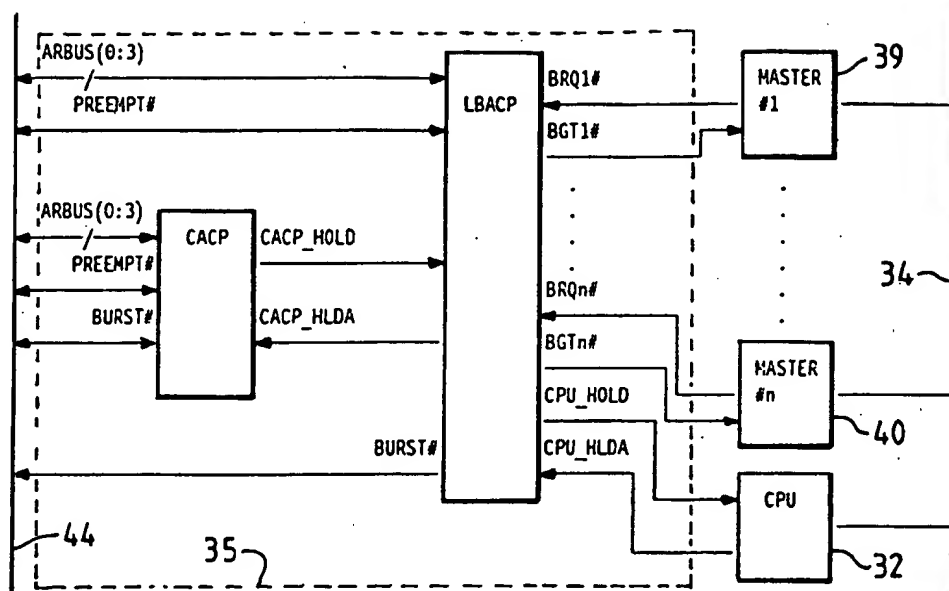 ARBUS(0:3)
PREEMPT#
LBACP
BRQ1#
BGT1#
MASTER
#1
39
ARBUS(0:3)
PREEMPT#
BURST#
CACP
CACP_HOLD
CACP_HLDA
34
BRQn#
BGTn#
MASTER
#n
40
CPU_HOLD
CPU_HLDA
BURST#
CPU
32
44
35